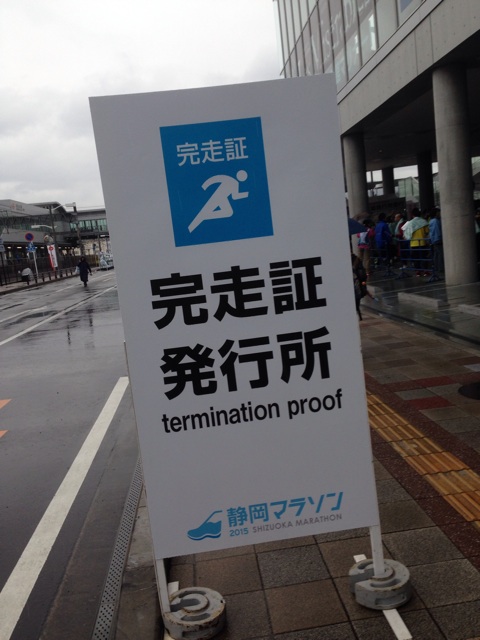 完走証
完走証
発行所
termination proof
静岡マラソン
2015 SHIZUOKA MARATHON